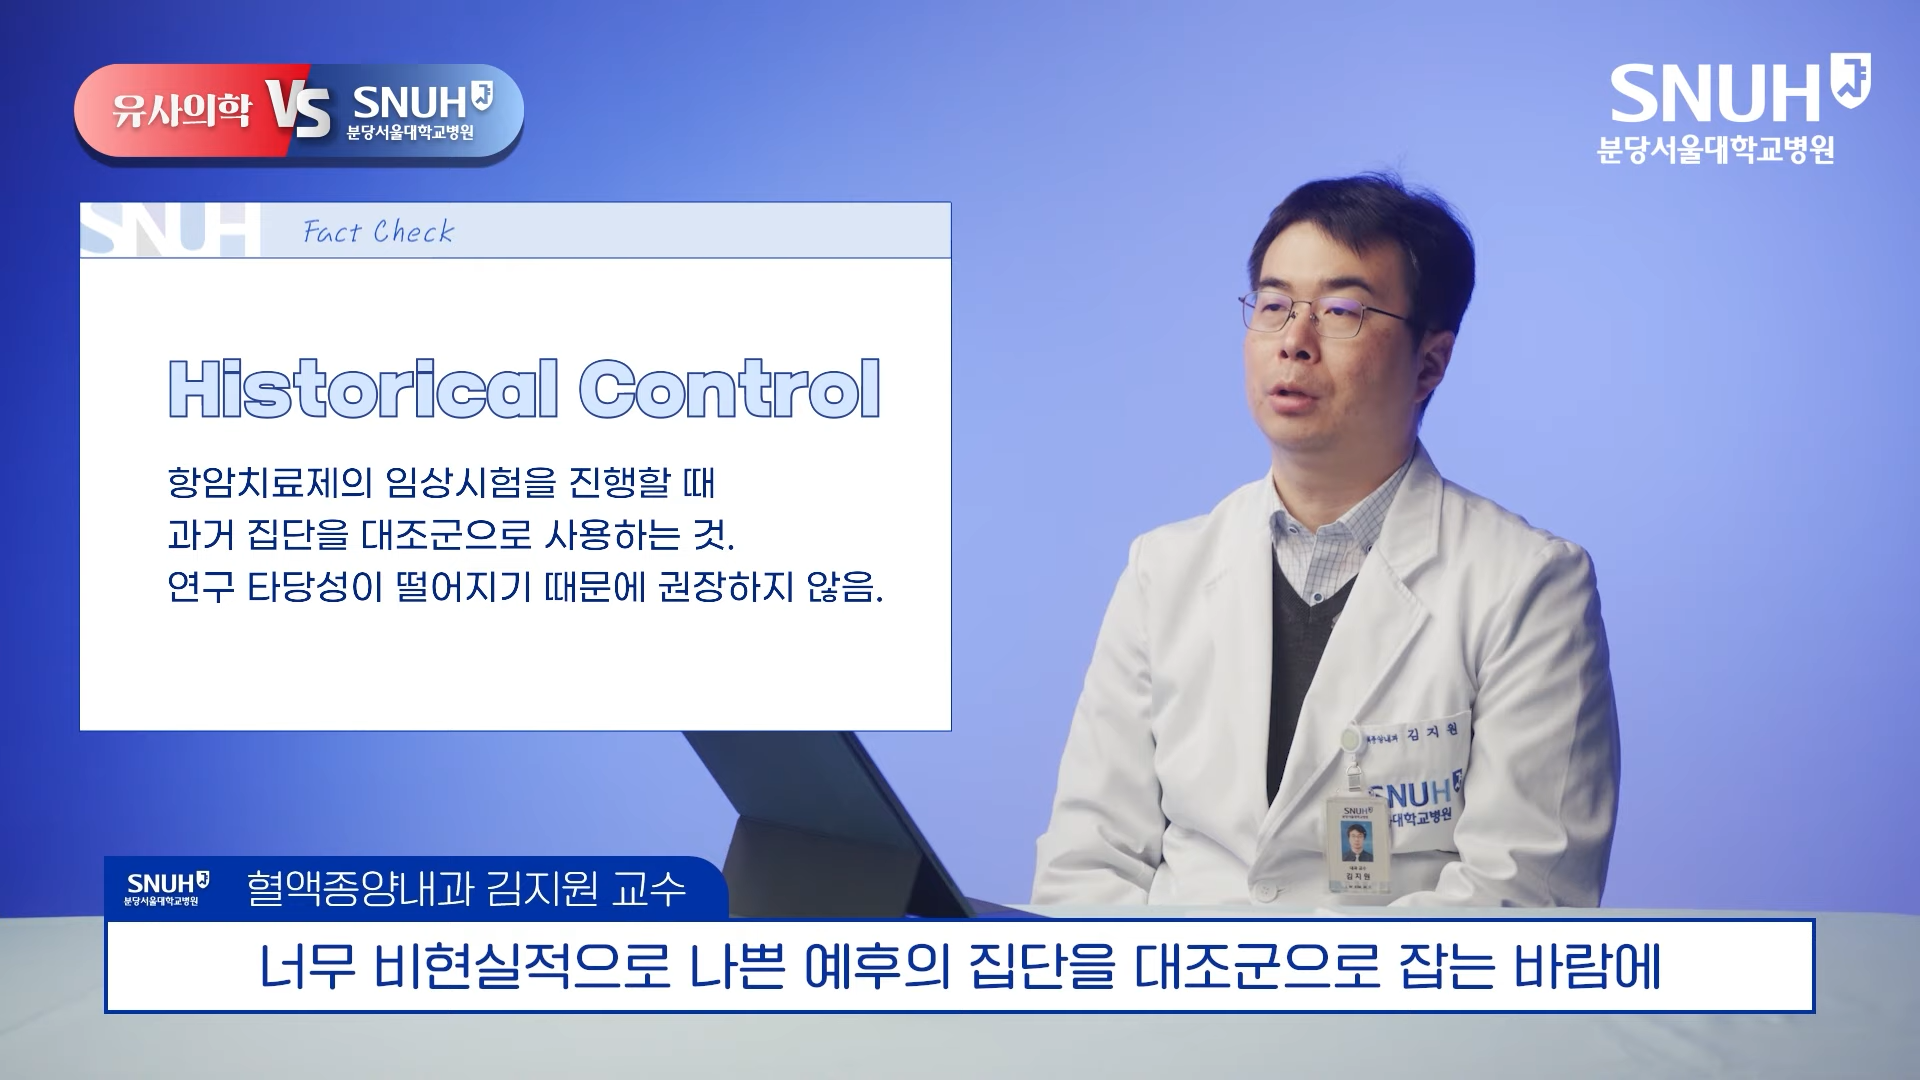 유사의학 VS SNUH
분당서울대학교병원
SNUH
분당서울대학교병원
SNUH
Fact Check
Historical Control
항암치료제의 임상시험을 진행할 때
과거 집단을 대조군으로 사용하는 것.
연구 타당성이 떨어지기 때문에 권장하지 않음.
김지원
SNUH
대학교병원
SNUH
김지원
SNUH
분당서울대학교병원
혈액종양내과 김지원 교수
너무 비현실적으로 나쁜 예후의 집단을 대조군으로 잡는 바람에